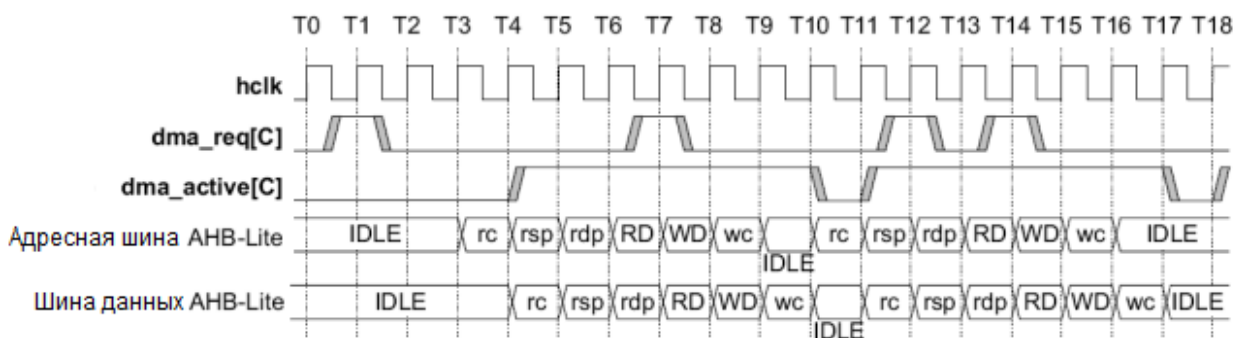 T0 T1 T2 T3 T4 T5 T6 T7 T8 T9 T10 T11 T12 T13 T14 T15 T16 T17 T18
hclk
dma_req[C]
dma_active[C]
Адресная шина AHB-Lite IDLE rc rsp rdp RD WD wc IDLE rc rsp rdp RD WD wc IDLE
Шина данных AHB-Lite IDLE rc rsp rdp RD WD wc IDLE rc rsp rdp RD WD wc IDLE